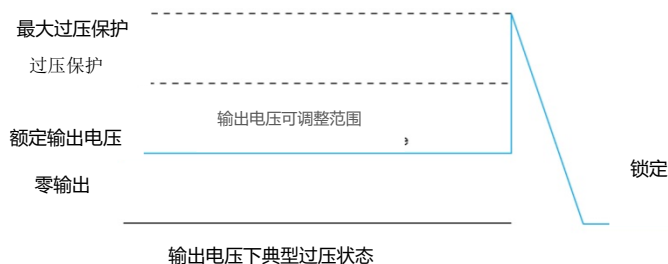 最大过压保护
过压保护
输出电压可调整范围
额定输出电压
零输出
锁定
输出电压下典型过压状态